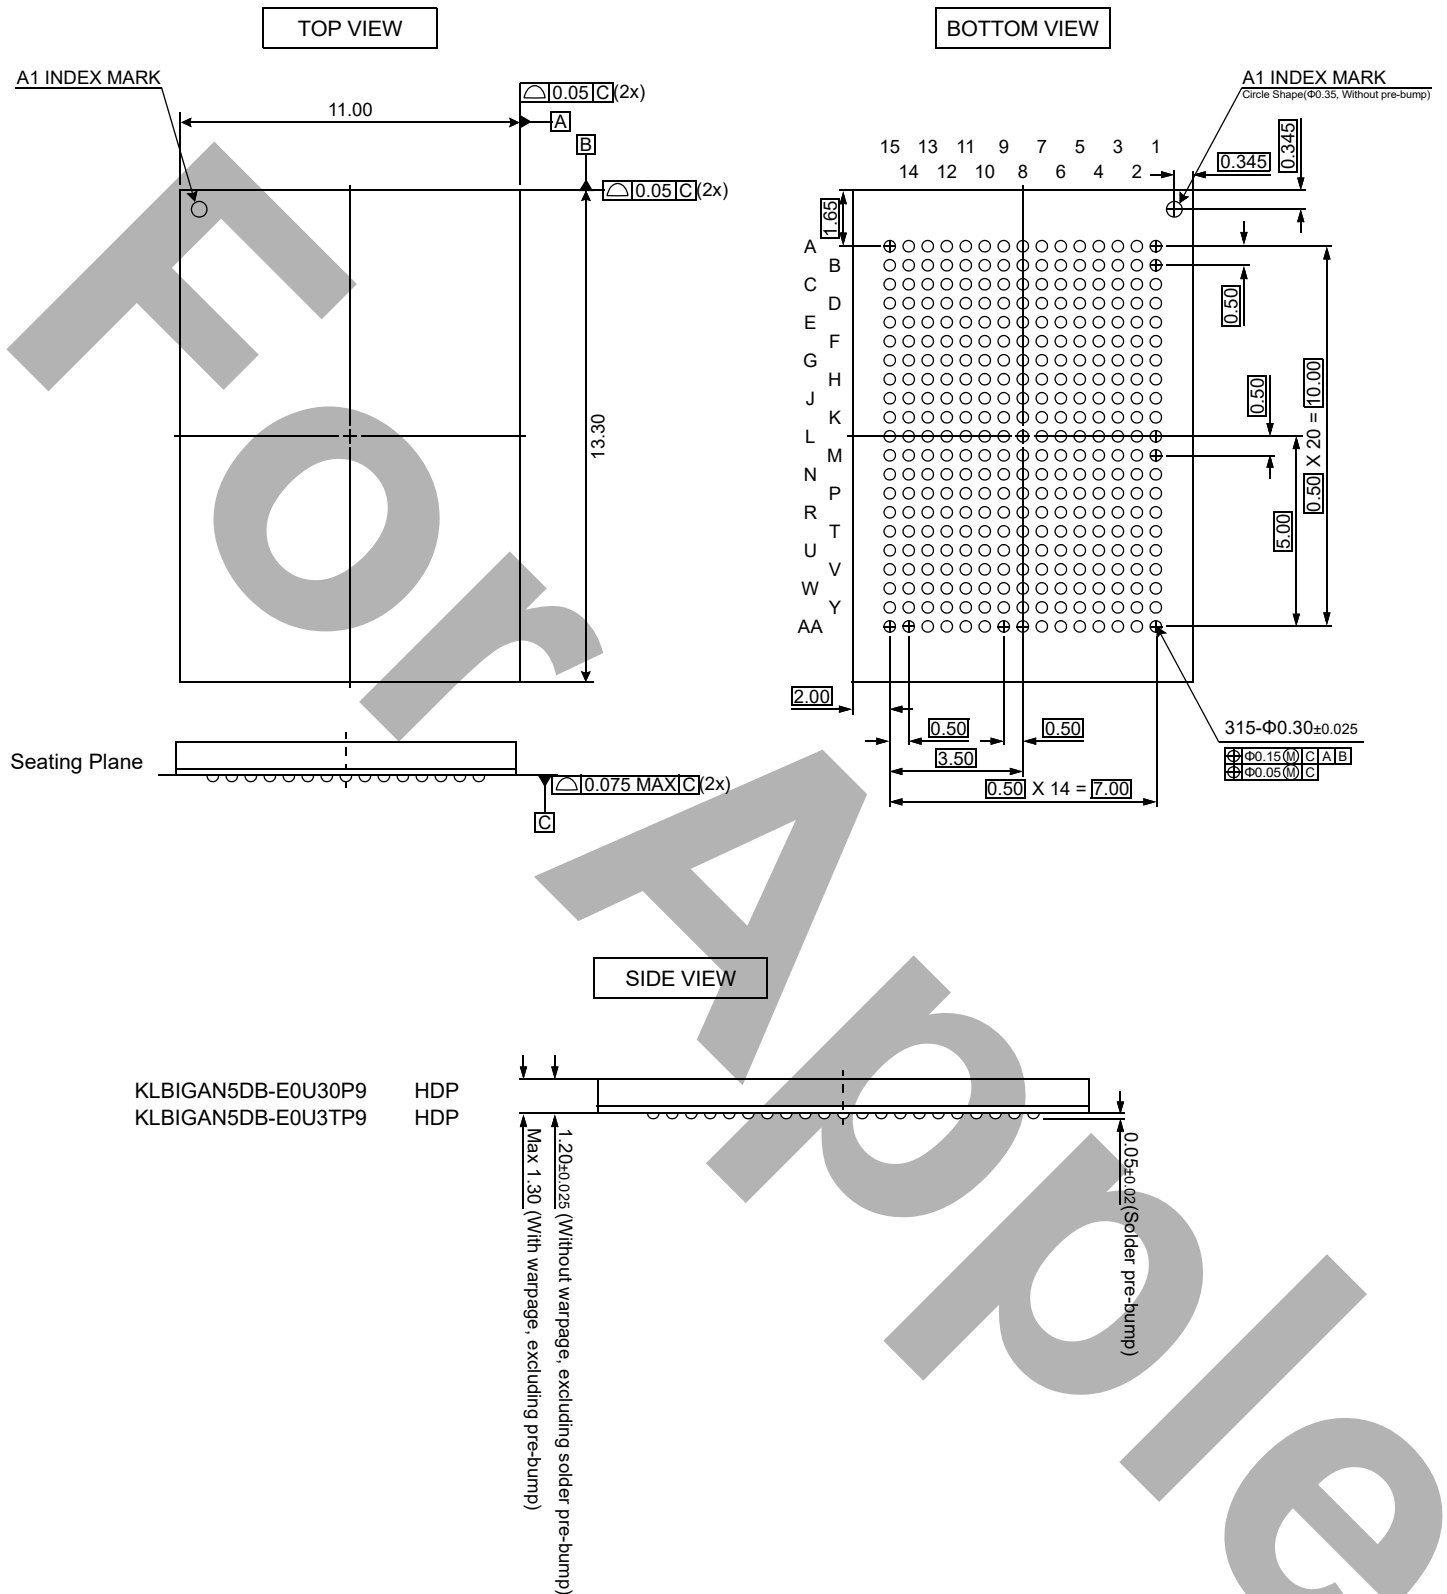 TOP VIEW
BOTTOM VIEW
A1 INDEX MARK
A1 INDEX MARK
Circle Shape(Φ0.35, Without pre-bump)
0.05 C (2x)
11.00
A
B
0.05 C (2x)
0.345
0.345
15 13 11 9 7 5 3 1
14 12 10 8 6 4 2
1.65
A
B
C
D
E
F
G
H
J
K
L
M
N
P
R
T
U
V
W
Y
AA
0.50
0.50
0.50 X 20 = 10.00
5.00
13.30
2.00
0.50
0.50
3.50
0.50 X 14 = 7.00
315-Φ0.30±0.025
Φ0.15 Ⓜ C A B
Φ0.05 Ⓜ C
Seating Plane
0.075 MAX C (2x)
C
SIDE VIEW
KLBIGAN5DB-E0U30P9 HDP
KLBIGAN5DB-E0U3TP9 HDP
Max 1.30 (With warpage, excluding pre-bump)
1.20±0.025 (Without warpage, excluding solder pre-bump)
0.05±0.02(Solder pre-bump)
For Apple